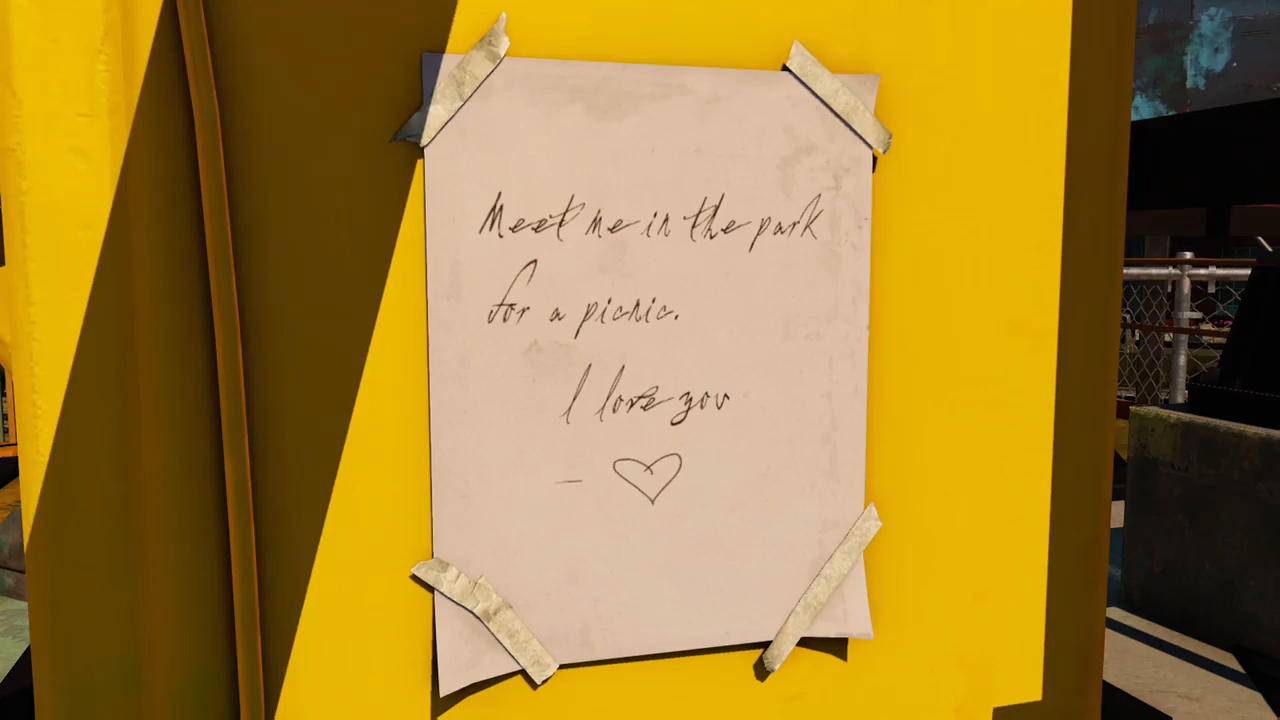 Meet me in the park
for a picnic.
I love you
– ♡